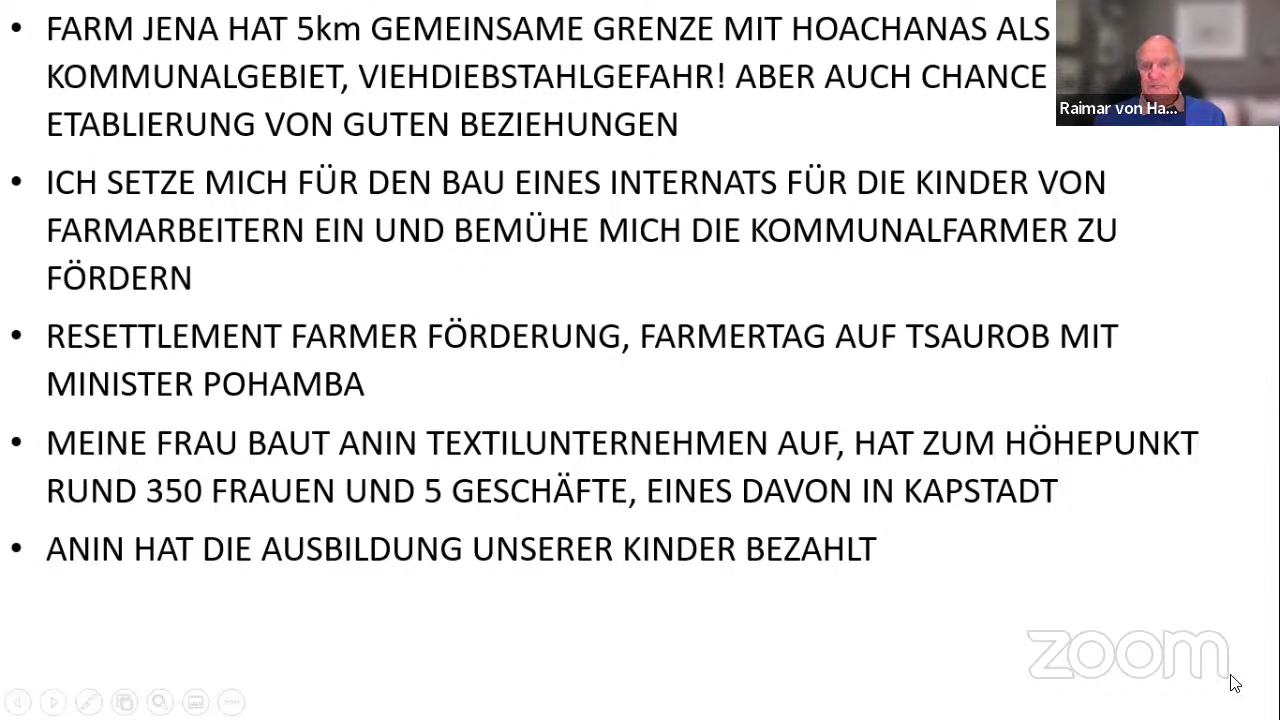 • FARM JENA HAT 5km GEMEINSAME GRENZE MIT HOACHANAS ALS
KOMMUNALGEBIET, VIEHDIEBSTAHLGEFAHR! ABER AUCH CHANCE
ETABLIERUNG VON GUTEN BEZIEHUNGEN
• ICH SETZE MICH FÜR DEN BAU EINES INTERNATS FÜR DIE KINDER VON
FARMARBEITERN EIN UND BEMÜHE MICH DIE KOMMUNALFARMER ZU
FÖRDERN
• RESETTLEMENT FARMER FÖRDERUNG, FARMERTAG AUF TSAUROB MIT
MINISTER POHAMBA
• MEINE FRAU BAUT ANIN TEXTILUNTERNEHMEN AUF, HAT ZUM HÖHEPUNKT
RUND 350 FRAUEN UND 5 GESCHÄFTE, EINES DAVON IN KAPSTADT
• ANIN HAT DIE AUSBILDUNG UNSERER KINDER BEZAHLT
Raimar von Ha...
zoom